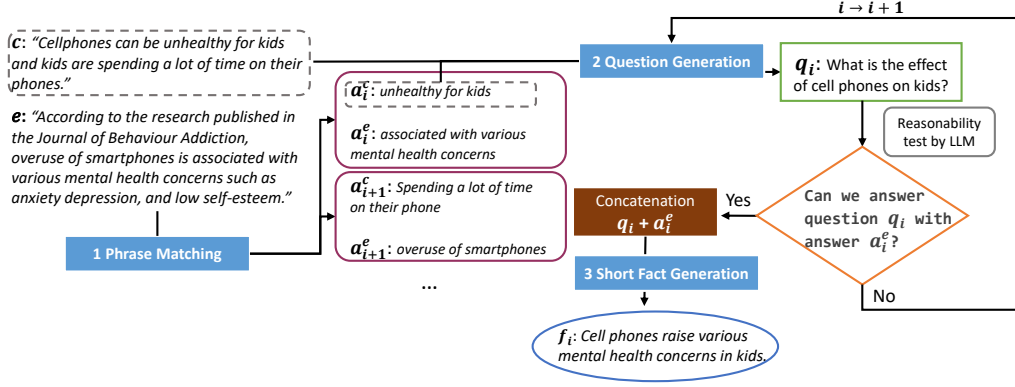 i → i + 1
c: “Cellphones can be unhealthy for kids
and kids are spending a lot of time on their
phones.”
e: “According to the research published in
the Journal of Behaviour Addiction,
overuse of smartphones is associated with
various mental health concerns such as
anxiety depression, and low self-esteem.”
1 Phrase Matching
a_i^c: unhealthy for kids
a_i^e: associated with various
mental health concerns
a_{i+1}^c: Spending a lot of time
on their phone
a_{i+1}^e: overuse of smartphones
...
2 Question Generation
q_i: What is the effect
of cell phones on kids?
Reasonability
test by LLM
Can we answer
question q_i with
answer a_i^e?
Yes
No
Concatenation
q_i + a_i^e
3 Short Fact Generation
f_i: Cell phones raise various
mental health concerns in kids.